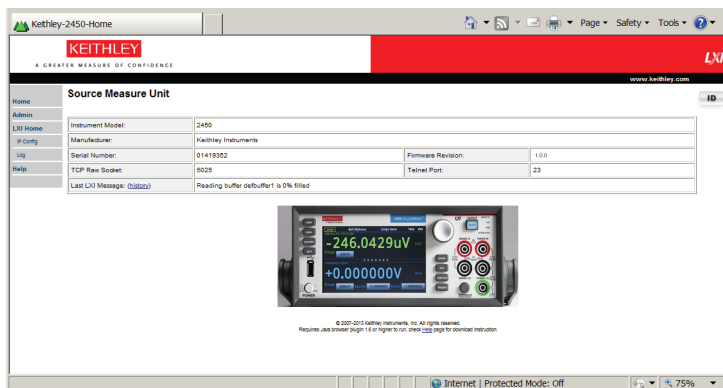 Keithley-2450-Home
Page Safety Tools
KEITHLEY
A GREATER MEASURE OF CONFIDENCE
LXI
www.keithley.com
ID
Home
Admin
LXI Home
IP Config
Log
Help
Source Measure Unit
Instrument Model: 2450
Manufacturer: Keithley Instruments
Serial Number: 01419352 Firmware Revision: 1.0.0
TCP Raw Socket: 5025 Telnet Port: 23
Last LXI Message: (history) Reading buffer defbuffer1 is 0% filled
KEITHLEY
-246.0429uV
+0.000000V
POWER
© 2007-2013 Keithley Instruments, Inc. All rights reserved.
Requires Java browser plugin 1.6 or higher to run, check Help page for download instruction.
Internet | Protected Mode: Off
75%